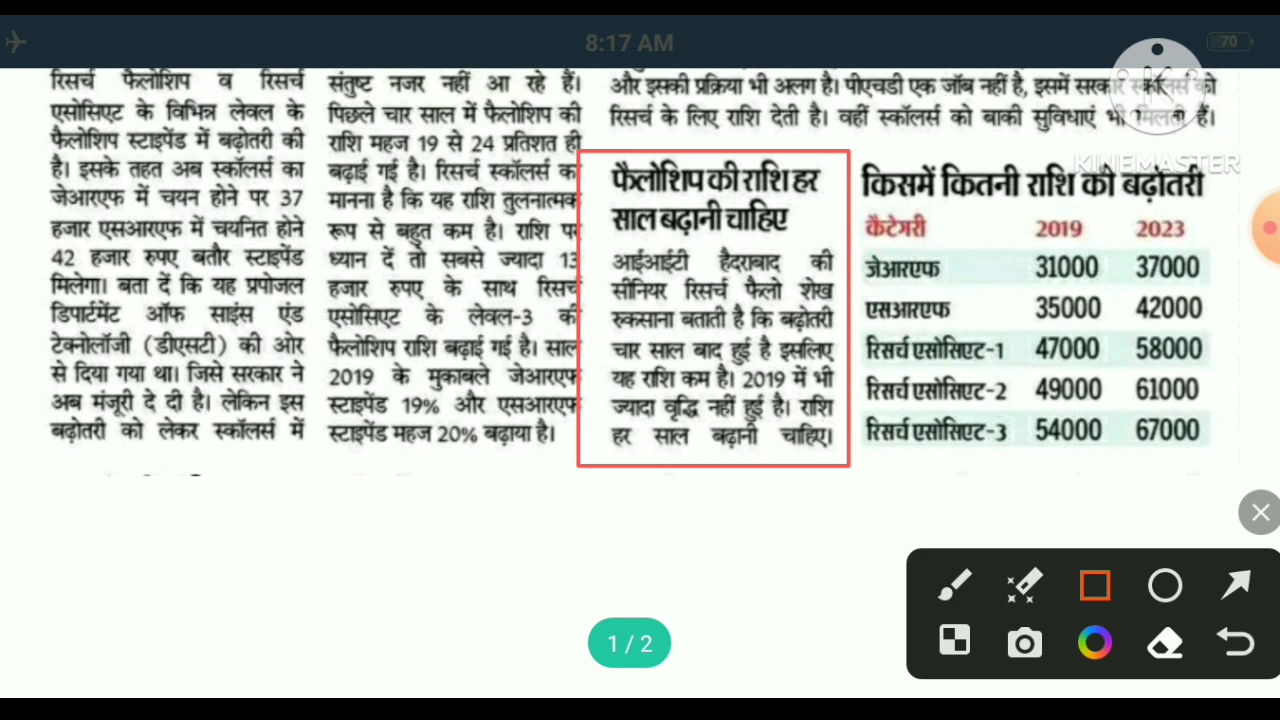 8:17 AM
70
रिसर्च फैलोशिप व रिसर्च
एसोसिएट के विभिन्न लेवल के
फैलोशिप स्टाइपेंड में बढ़ोतरी की
है। इसके तहत अब स्कॉलर्स का
जेआरएफ में चयन होने पर 37
हजार एसआरएफ में चयनित होने
42 हजार रुपए बतौर स्टाइपेंड
मिलेगा। बता दें कि यह प्रपोजल
डिपार्टमेंट ऑफ साइंस एंड
टेक्नोलॉजी (डीएसटी) की ओर
से दिया गया था। जिसे सरकार ने
अब मंजूरी दे दी है। लेकिन इस
बढ़ोतरी को लेकर स्कॉलर्स में
संतुष्ट नजर नहीं आ रहे हैं।
पिछले चार साल में फैलोशिप की
राशि महज 19 से 24 प्रतिशत ही
बढ़ाई गई है। रिसर्च स्कॉलर्स का
मानना है कि यह राशि तुलनात्मक
रूप से बहुत कम है। राशि पर
ध्यान दें तो सबसे ज्यादा 13
हजार रुपए के साथ रिसर्च
एसोसिएट के लेवल-3 की
फैलोशिप राशि बढ़ाई गई है। साल
2019 के मुकाबले जेआरएफ
स्टाइपेंड 19% और एसआरएफ
स्टाइपेंड महज 20% बढ़ाया है।
और इसकी प्रक्रिया भी अलग है। पीएचडी एक जॉब नहीं है, इसमें सरकार स्कॉलर्स को
रिसर्च के लिए राशि देती है। वहीं स्कॉलर्स को बाकी सुविधाएं भी मिलती हैं।
फैलोशिप की राशि हर
साल बढ़ानी चाहिए
आईआईटी हैदराबाद की
सीनियर रिसर्च फैलो शेख
रुकसाना बताती है कि बढ़ोतरी
चार साल बाद हुई है इसलिए
यह राशि कम है। 2019 में भी
ज्यादा वृद्धि नहीं हुई है। राशि
हर साल बढ़ानी चाहिए।
KINEMASTER
किसमें कितनी राशि की बढ़ोतरी
कैटेगरी 2019 2023
जेआरएफ 31000 37000
एसआरएफ 35000 42000
रिसर्च एसोसिएट-1 47000 58000
रिसर्च एसोसिएट-2 49000 61000
रिसर्च एसोसिएट-3 54000 67000
1 / 2